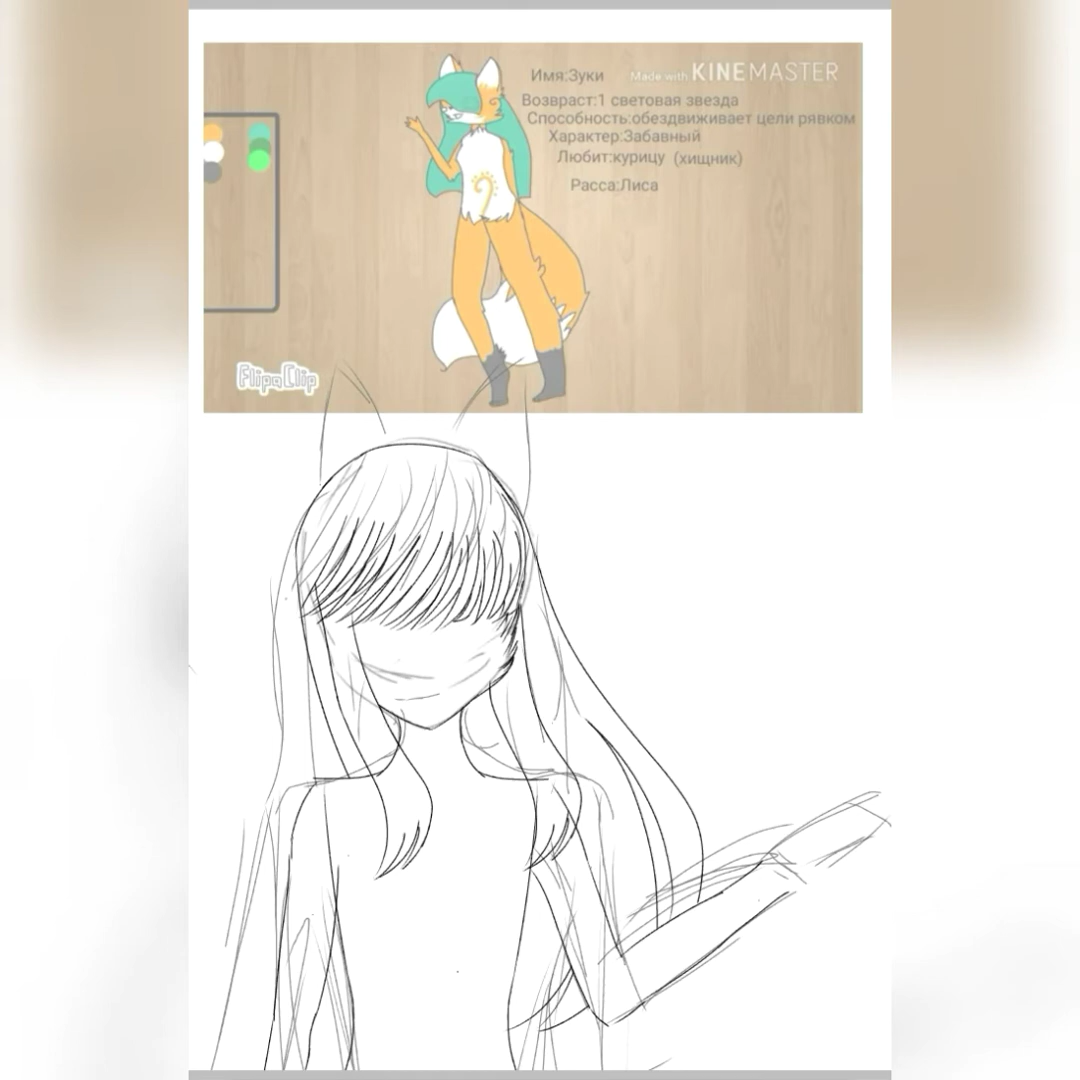 Имя:Зуки
Made with KINEMASTER
Возвраст:1 световая звезда
Способность:обездвиживает цели рявком
Характер:Забавный
Любит:курицу (хищник)
Расса:Лиса
FlipaClip